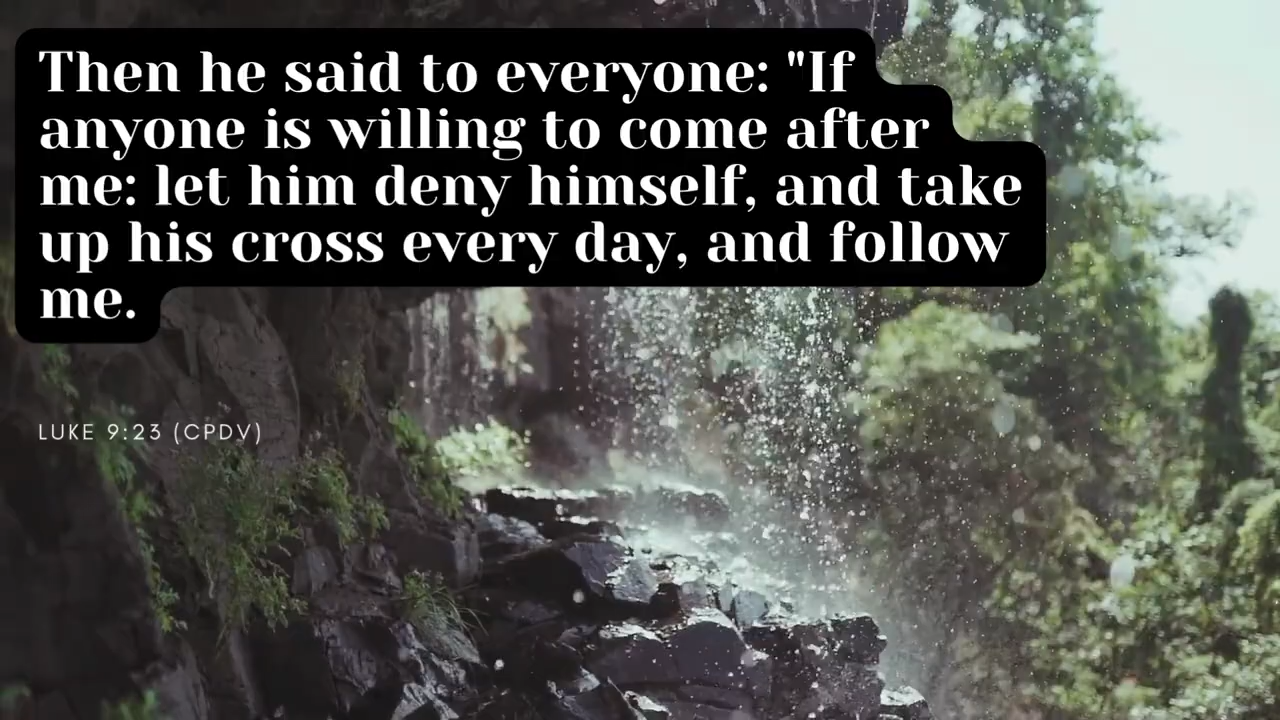 Then he said to everyone: "If
anyone is willing to come after
me: let him deny himself, and take
up his cross every day, and follow
me.
LUKE 9:23 (CPDV)